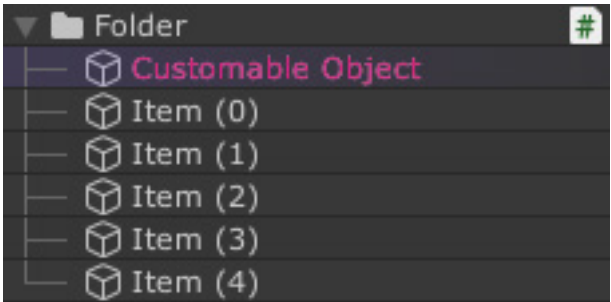 Folder #
Customable Object
Item (0)
Item (1)
Item (2)
Item (3)
Item (4)